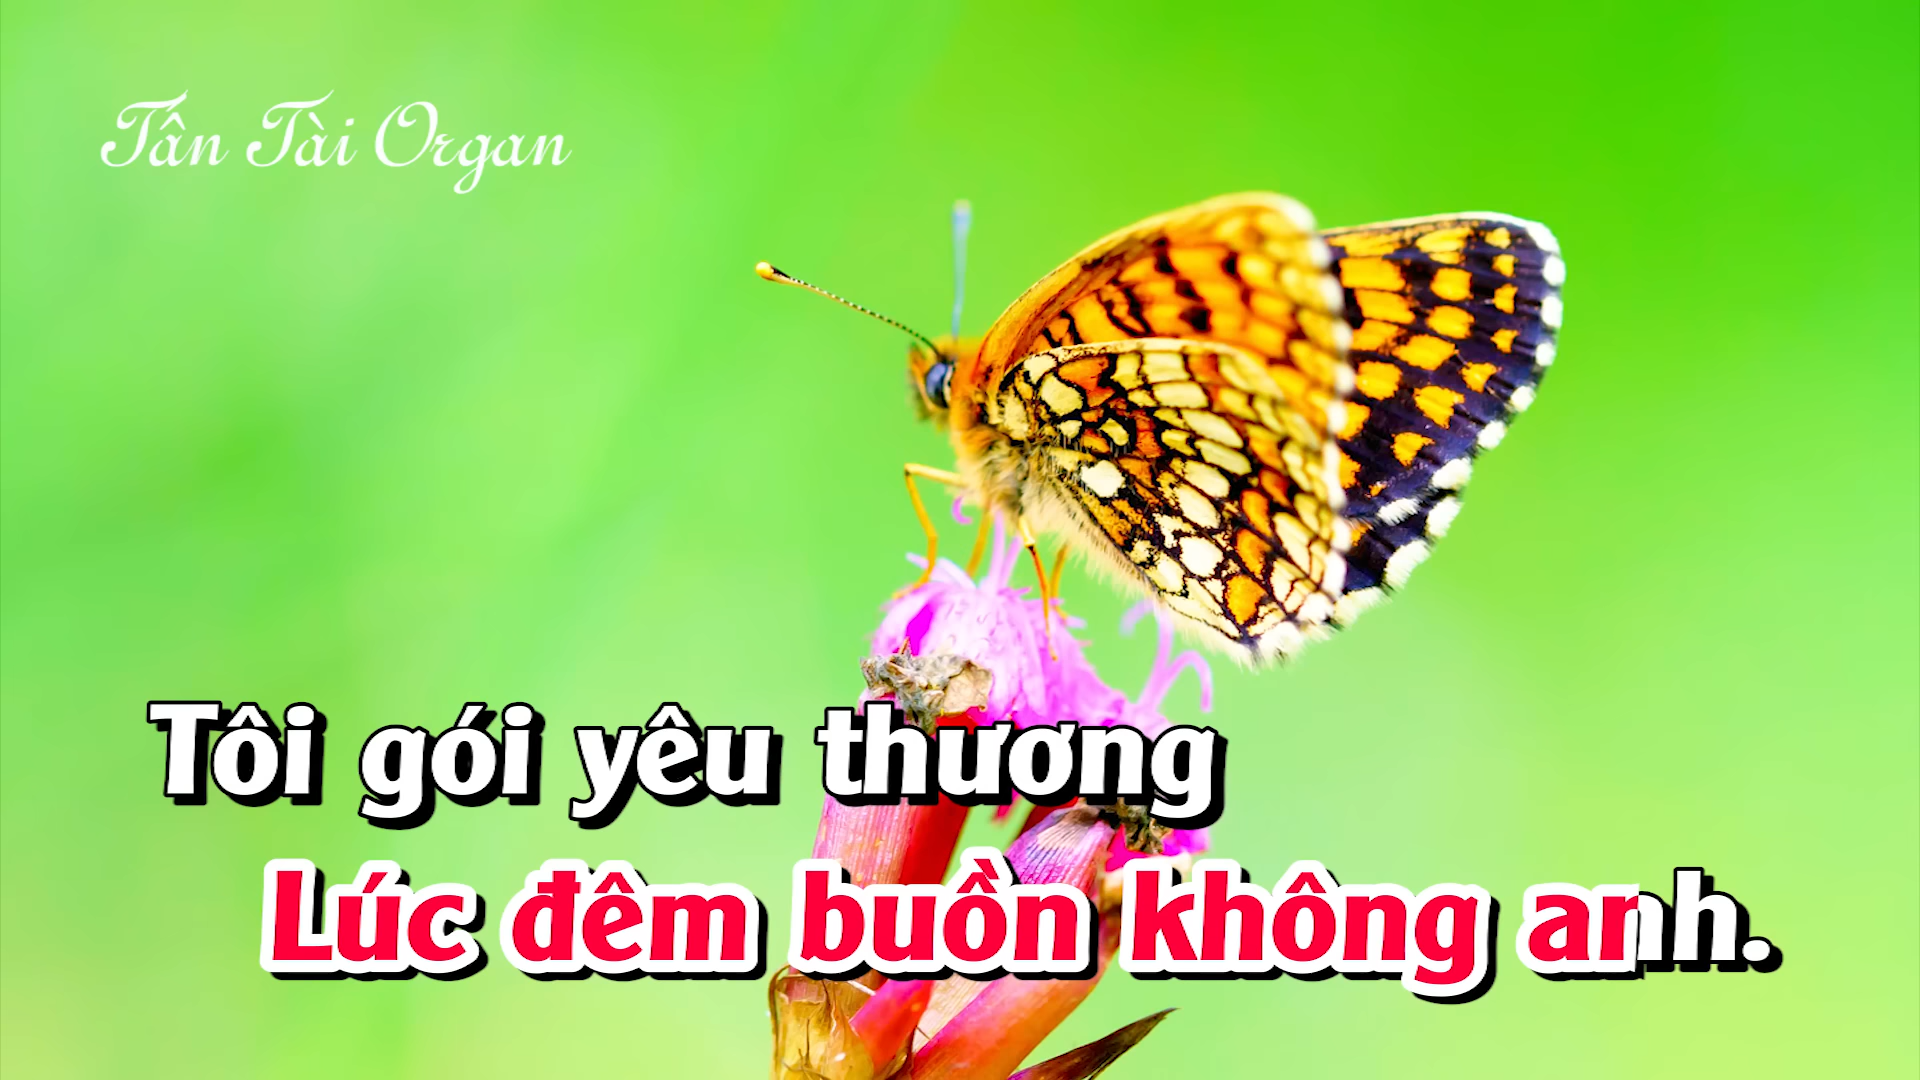 Tấn Tài Organ
Tôi gói yêu thương
Lúc đêm buồn không anh.